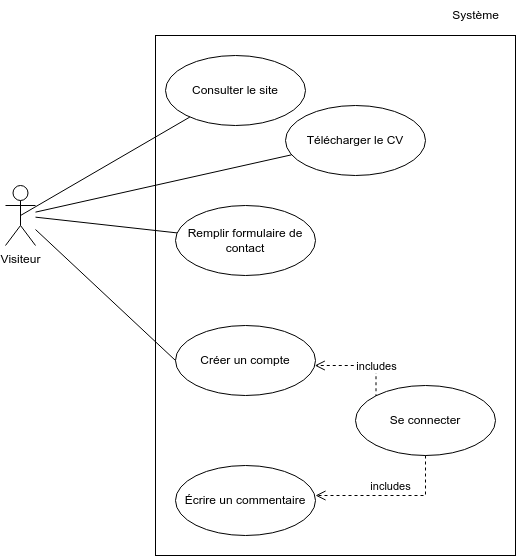 Système
Consulter le site
Télécharger le CV
Remplir formulaire de
contact
Visiteur
Créer un compte
includes
Se connecter
includes
Écrire un commentaire